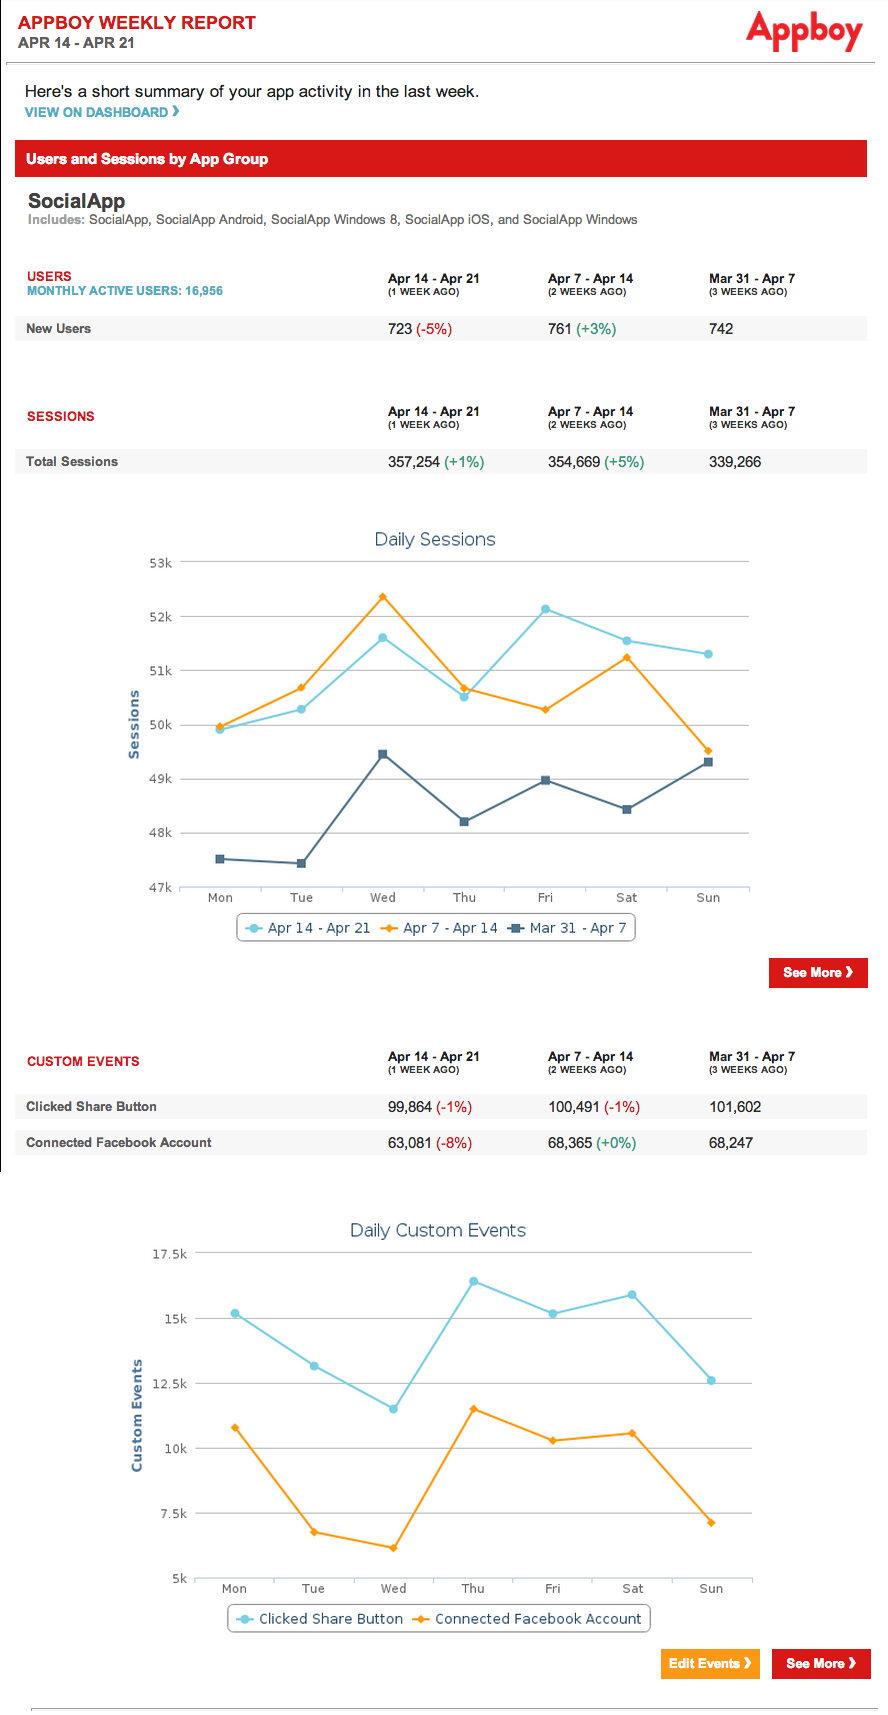 APPBOY WEEKLY REPORT
APR 14 - APR 21
Appboy
Here's a short summary of your app activity in the last week.
VIEW ON DASHBOARD ❯
Users and Sessions by App Group
SocialApp
Includes: SocialApp, SocialApp Android, SocialApp Windows 8, SocialApp iOS, and SocialApp Windows
USERS
MONTHLY ACTIVE USERS: 16,956
Apr 14 - Apr 21 Apr 7 - Apr 14 Mar 31 - Apr 7
(1 WEEK AGO) (2 WEEKS AGO) (3 WEEKS AGO)
New Users 723 (-5%) 761 (+3%) 742
SESSIONS
Apr 14 - Apr 21 Apr 7 - Apr 14 Mar 31 - Apr 7
(1 WEEK AGO) (2 WEEKS AGO) (3 WEEKS AGO)
Total Sessions 357,254 (+1%) 354,669 (+5%) 339,266
Daily Sessions
Sessions
53k
52k
51k
50k
49k
48k
47k
Mon Tue Wed Thu Fri Sat Sun
Apr 14 - Apr 21 Apr 7 - Apr 14 Mar 31 - Apr 7
See More ❯
CUSTOM EVENTS
Apr 14 - Apr 21 Apr 7 - Apr 14 Mar 31 - Apr 7
(1 WEEK AGO) (2 WEEKS AGO) (3 WEEKS AGO)
Clicked Share Button 99,864 (-1%) 100,491 (-1%) 101,602
Connected Facebook Account 63,081 (-8%) 68,365 (+0%) 68,247
Daily Custom Events
Custom Events
17.5k
15k
12.5k
10k
7.5k
5k
Mon Tue Wed Thu Fri Sat Sun
Clicked Share Button Connected Facebook Account
Edit Events ❯ See More ❯